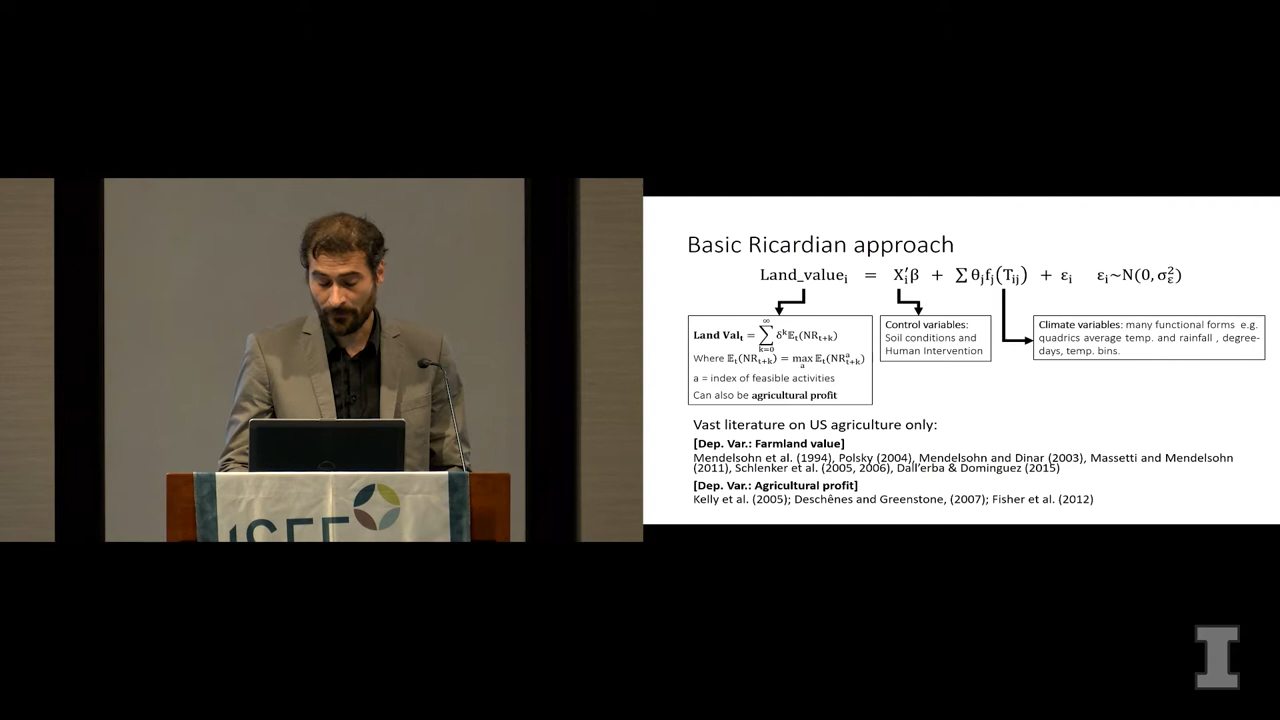 Basic Ricardian approach
Land_valueᵢ = Xᵢ′β + ∑ θⱼfⱼ(Tᵢⱼ) + εᵢ εᵢ~N(0, σ²_ε)
Land Valₜ = ∑_{k=0}^{∞} δᵏ𝔼ₜ(NRₜ₊ₖ)
Where 𝔼ₜ(NRₜ₊ₖ) = max_a 𝔼ₜ(NRᵃₜ₊ₖ)
a = index of feasible activities
Can also be agricultural profit
Control variables:
Soil conditions and
Human Intervention
Climate variables: many functional forms e.g.
quadrics average temp. and rainfall , degree-
days, temp. bins.
Vast literature on US agriculture only:
[Dep. Var.: Farmland value]
Mendelsohn et al. (1994), Polsky (2004), Mendelsohn and Dinar (2003), Massetti and Mendelsohn
(2011), Schlenker et al. (2005, 2006), Dall'erba & Dominguez (2015)
[Dep. Var.: Agricultural profit]
Kelly et al. (2005); Deschênes and Greenstone, (2007); Fisher et al. (2012)
ISEE
I